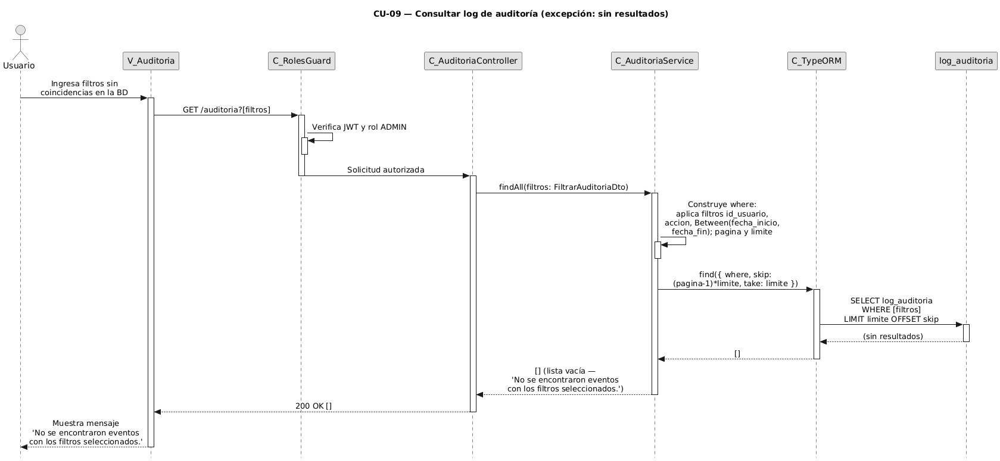 CU-09 — Consultar log de auditoría (excepción: sin resultados)
Usuario
V_Auditoria
C_RolesGuard
C_AuditoriaController
C_AuditoriaService
C_TypeORM
log_auditoria
Ingresa filtros sin
coincidencias en la BD
GET /auditoria?[filtros]
Verifica JWT y rol ADMIN
Solicitud autorizada
findAll(filtros: FiltrarAuditoriaDto)
Construye where:
aplica filtros id_usuario,
accion, Between(fecha_inicio,
fecha_fin); pagina y limite
find({ where, skip:
(pagina-1)*limite, take: limite })
SELECT log_auditoria
WHERE [filtros]
LIMIT limite OFFSET skip
(sin resultados)
[]
[] (lista vacía —
'No se encontraron eventos
con los filtros seleccionados.')
200 OK []
Muestra mensaje
'No se encontraron eventos
con los filtros seleccionados.'